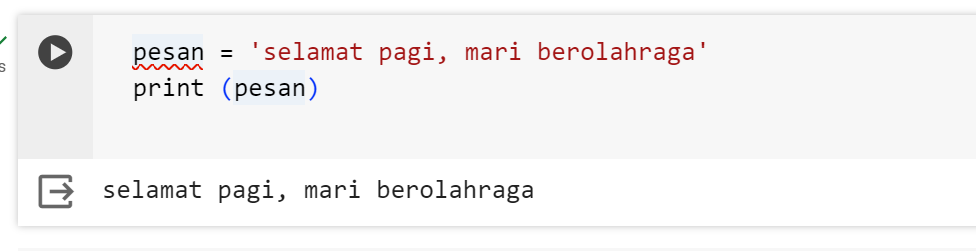 pesan = 'selamat pagi, mari berolahraga'
print (pesan)
s
selamat pagi, mari berolahraga